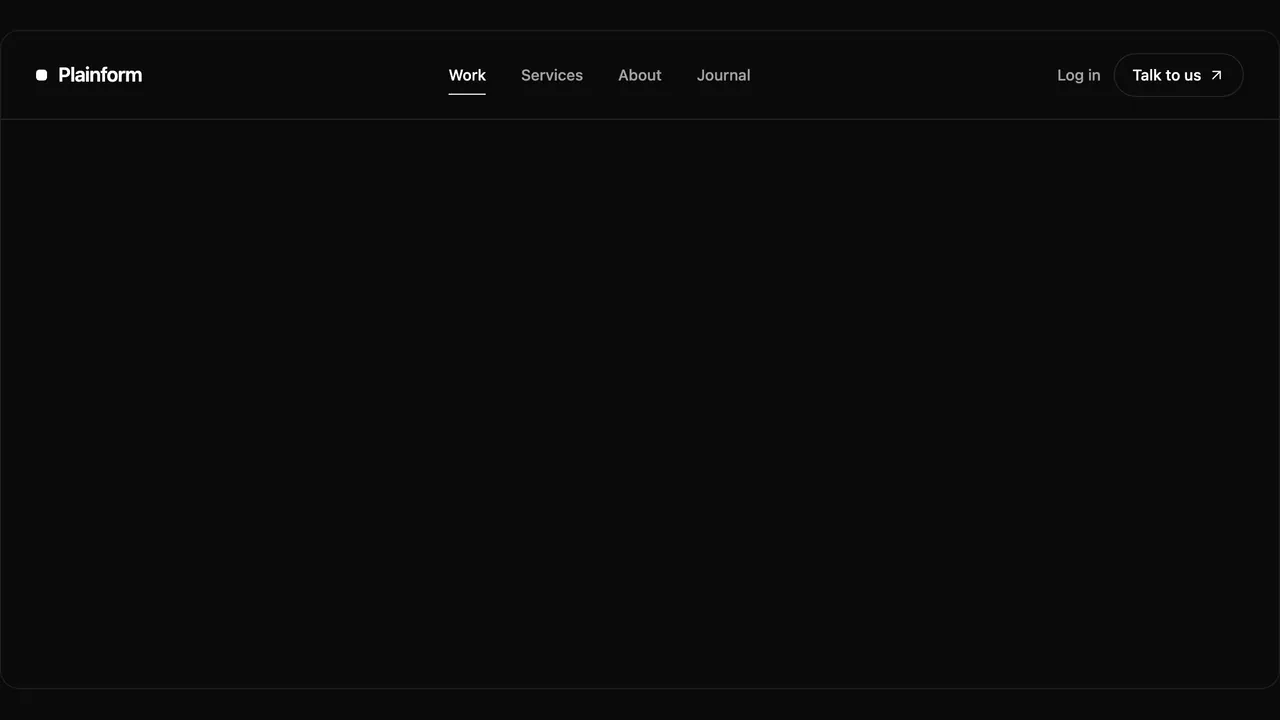 Plainform
Work
Services
About
Journal
Log in
Talk to us